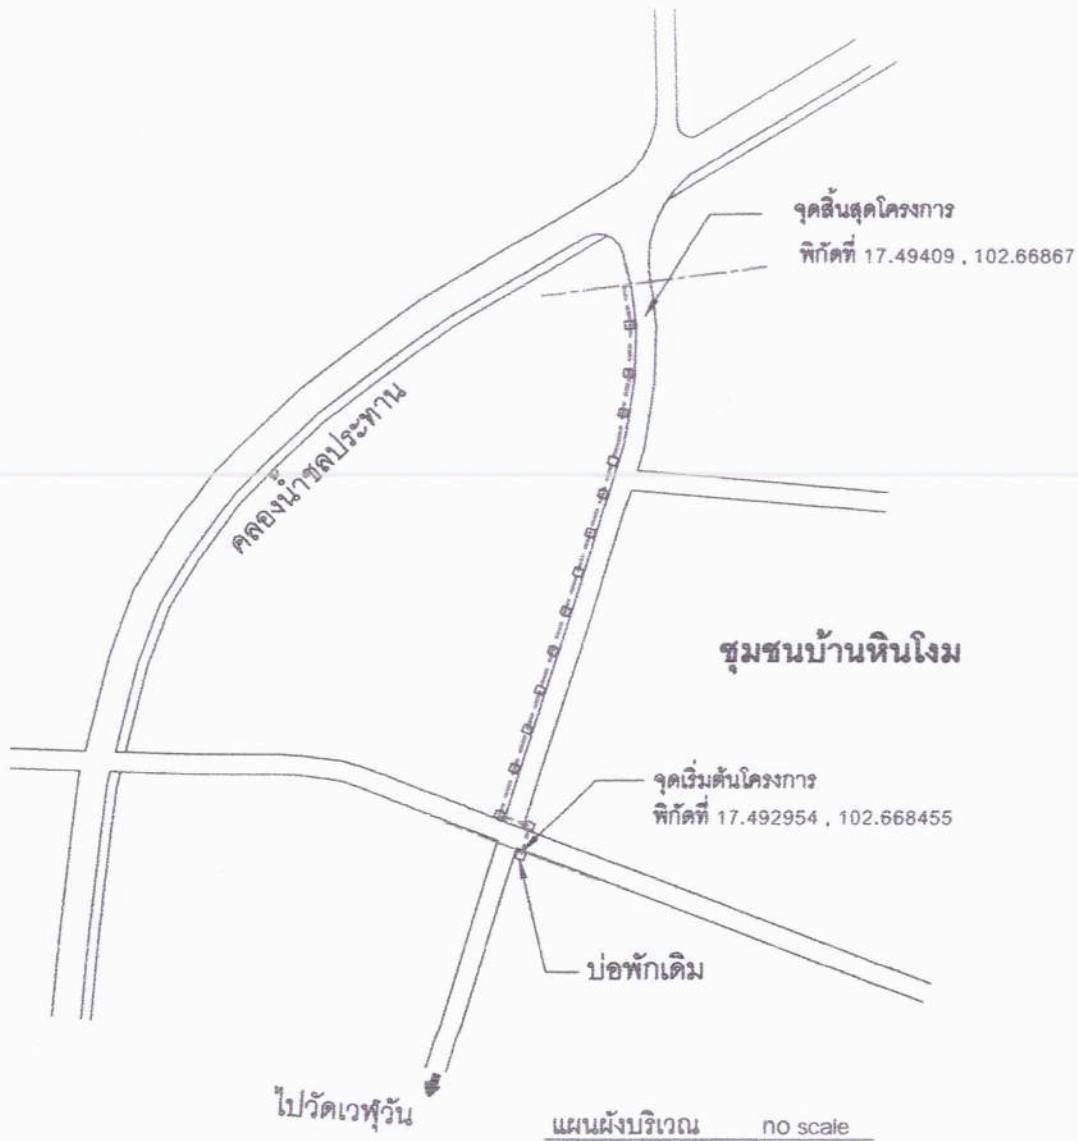 จุดสิ้นสุดโครงการ
พิกัดที่ 17.49409 , 102.66867
คลองน้ำชลประทาน
ชุมชนบ้านหินโงม
จุดเริ่มต้นโครงการ
พิกัดที่ 17.492954 , 102.668455
บ่อพักเดิม
ไปวัดเวฬุวัน
แผนผังบริเวณ no scale